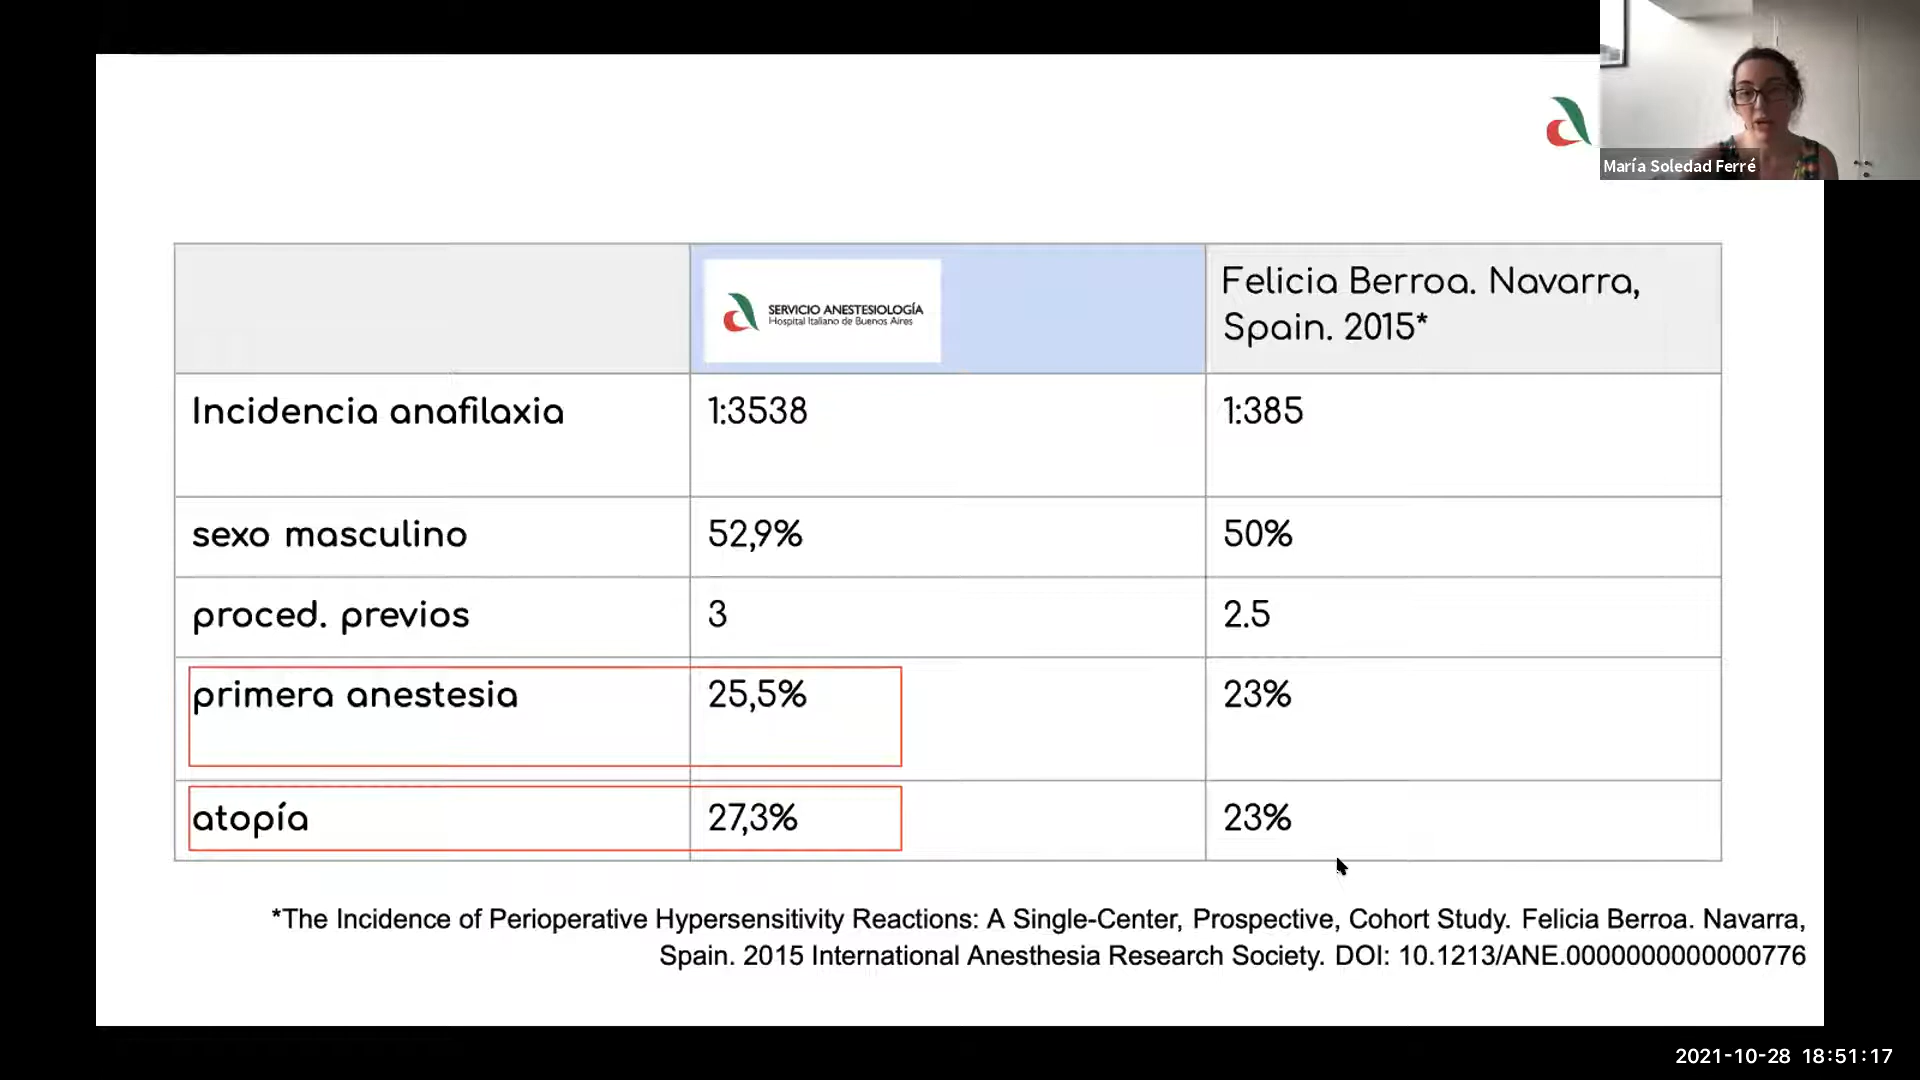 María Soledad Ferré
SERVICIO ANESTESIOLOGÍA
Hospital Italiano de Buenos Aires
Felicia Berroa. Navarra,
Spain. 2015*
Incidencia anafilaxia
1:3538
1:385
sexo masculino
52,9%
50%
proced. previos
3
2.5
primera anestesia
25,5%
23%
atopía
27,3%
23%
*The Incidence of Perioperative Hypersensitivity Reactions: A Single-Center, Prospective, Cohort Study. Felicia Berroa. Navarra,
Spain. 2015 International Anesthesia Research Society. DOI: 10.1213/ANE.0000000000000776
2021-10-28 18:51:17